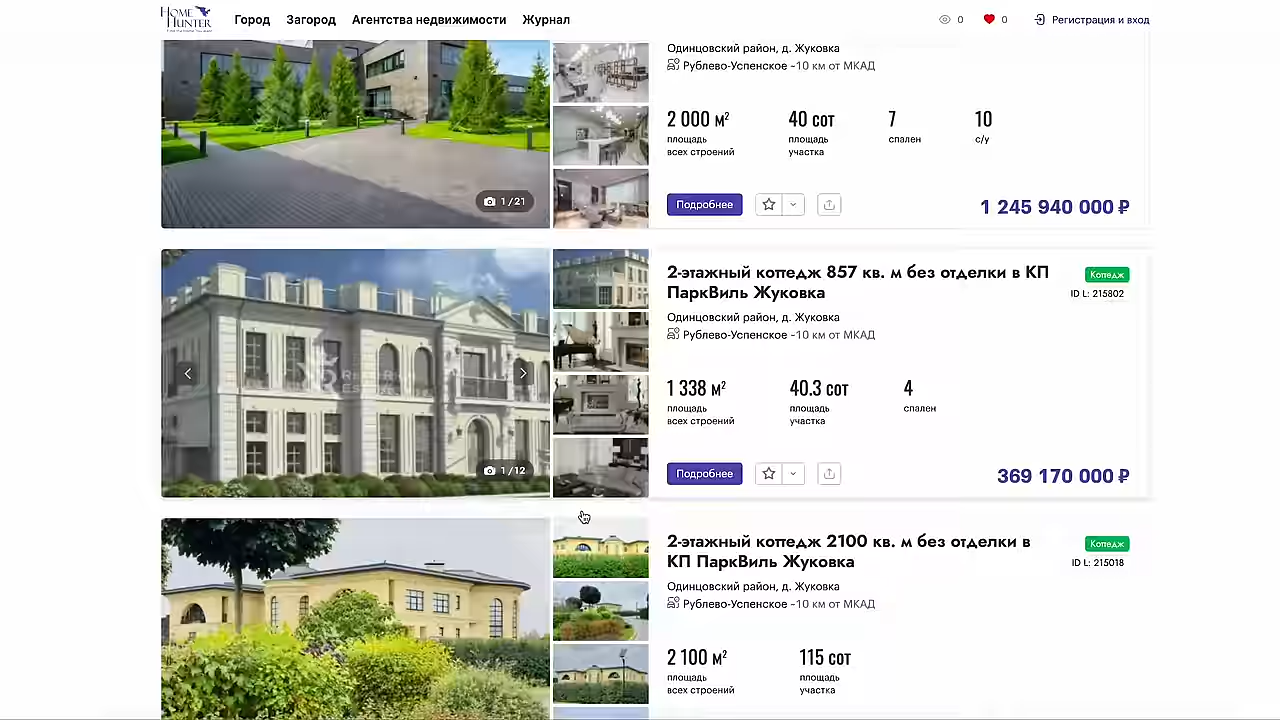 HOME HUNTER
Город
Загород
Агентства недвижимости
Журнал
0
0
Регистрация и вход
Одинцовский район, д. Жуковка
Рублево-Успенское ~10 км от МКАД
2 000 м²
40 сот
7
10
площадь всех строений
площадь участка
спален
с/у
1 / 21
Подробнее
1 245 940 000 ₽
2-этажный коттедж 857 кв. м без отделки в КП
ПаркВиль Жуковка
Коттедж
ID L: 215802
Одинцовский район, д. Жуковка
Рублево-Успенское ~10 км от МКАД
1 338 м²
40.3 сот
4
площадь всех строений
площадь участка
спален
1 / 12
Подробнее
369 170 000 ₽
2-этажный коттедж 2100 кв. м без отделки в
КП ПаркВиль Жуковка
Коттедж
ID L: 215018
Одинцовский район, д. Жуковка
Рублево-Успенское ~10 км от МКАД
2 100 м²
115 сот
площадь всех строений
площадь участка